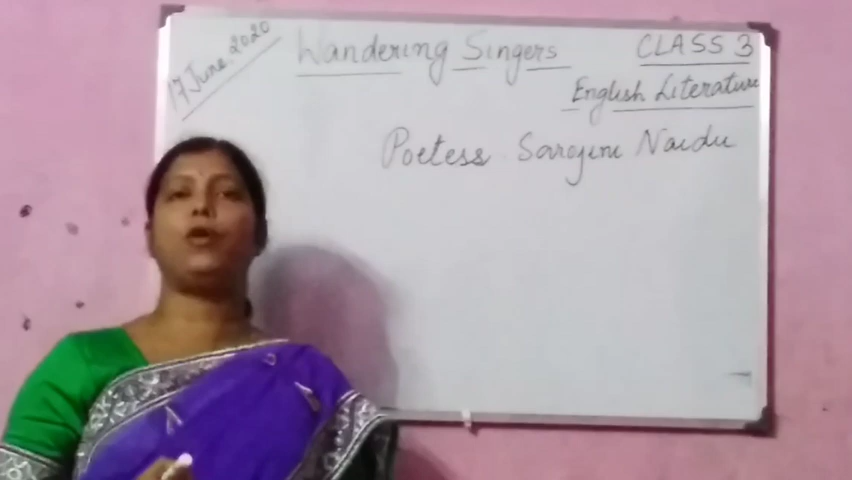 17 June, 2020
Wandering Singers
CLASS 3
English Literature
Poetess - Sarojini Naidu